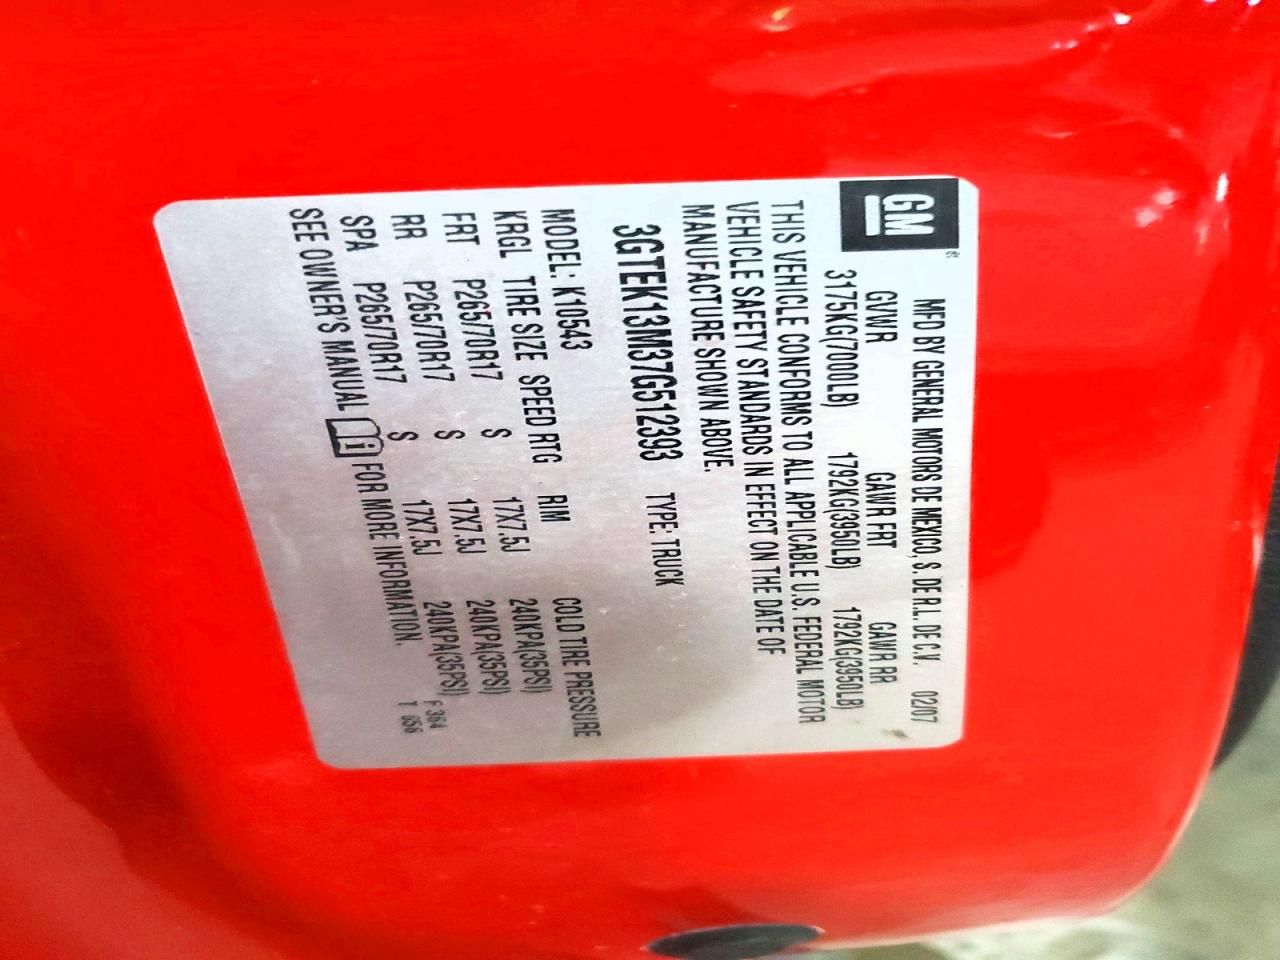 GM
MFD BY GENERAL MOTORS DE MEXICO, S. DE R.L. DE C.V. 02/07
GVWR GAWR FRT GAWR RR
3175KG(7000LB) 1792KG(3950LB) 1792KG(3950LB)
THIS VEHICLE CONFORMS TO ALL APPLICABLE U.S. FEDERAL MOTOR
VEHICLE SAFETY STANDARDS IN EFFECT ON THE DATE OF
MANUFACTURE SHOWN ABOVE.
3GTEK13M37G512393 TYPE: TRUCK
MODEL: K10543
KRGL TIRE SIZE SPEED RTG RIM COLD TIRE PRESSURE
FRT P265/70R17 S 17X7.5J 240KPA(35PSI)
RR P265/70R17 S 17X7.5J 240KPA(35PSI)
SPA P265/70R17 S 17X7.5J 240KPA(35PSI)
SEE OWNER'S MANUAL i FOR MORE INFORMATION.
F 364
T 656